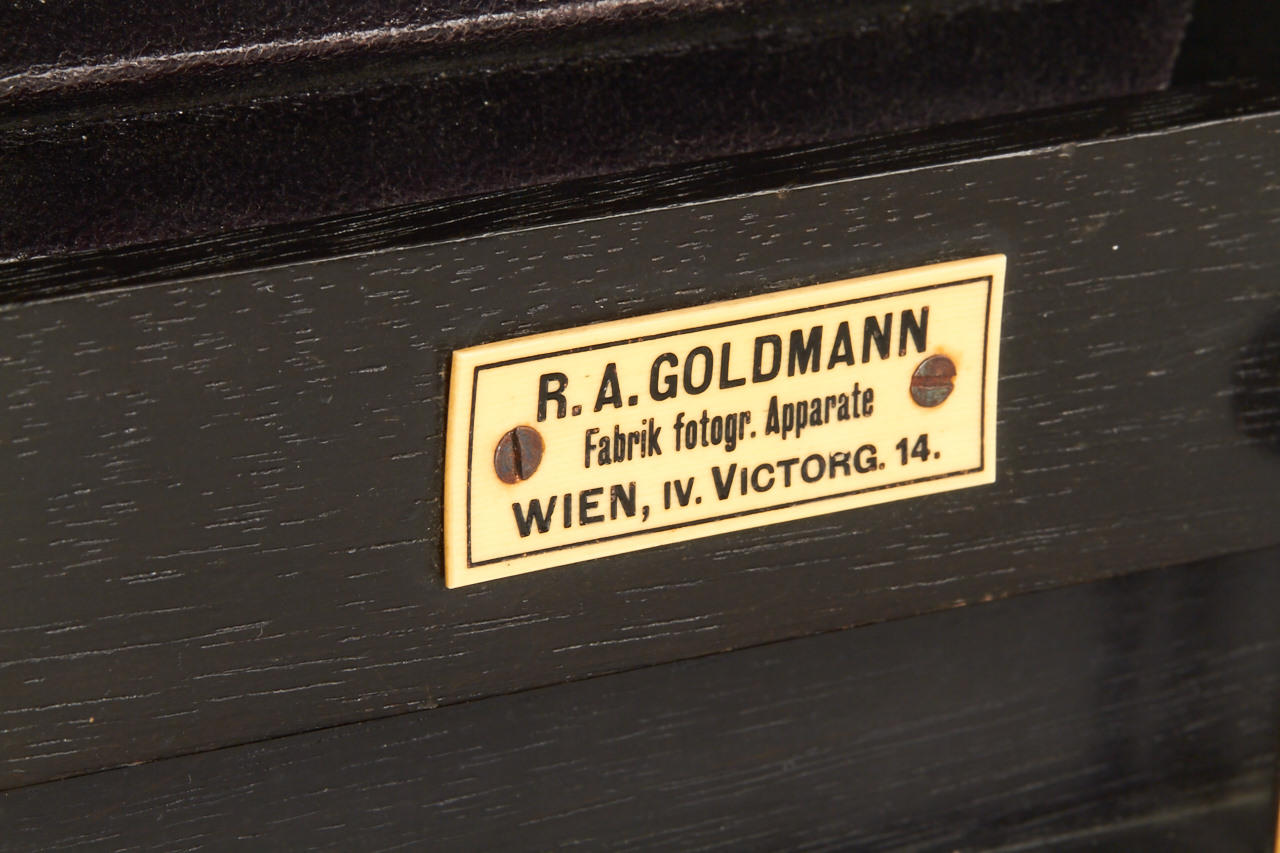 R. A. GOLDMANN
Fabrik fotogr. Apparate
WIEN, IV. VICTORG. 14.